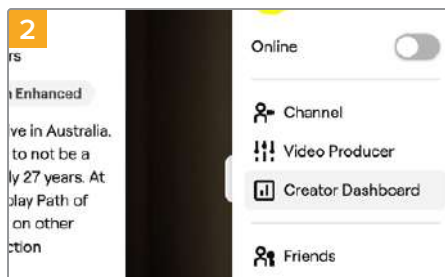 2
rs
Enhanced
ve in Australia.
to not be a
ly 27 years. At
play Path of
on other
ction
Online
Channel
Video Producer
Creator Dashboard
Friends